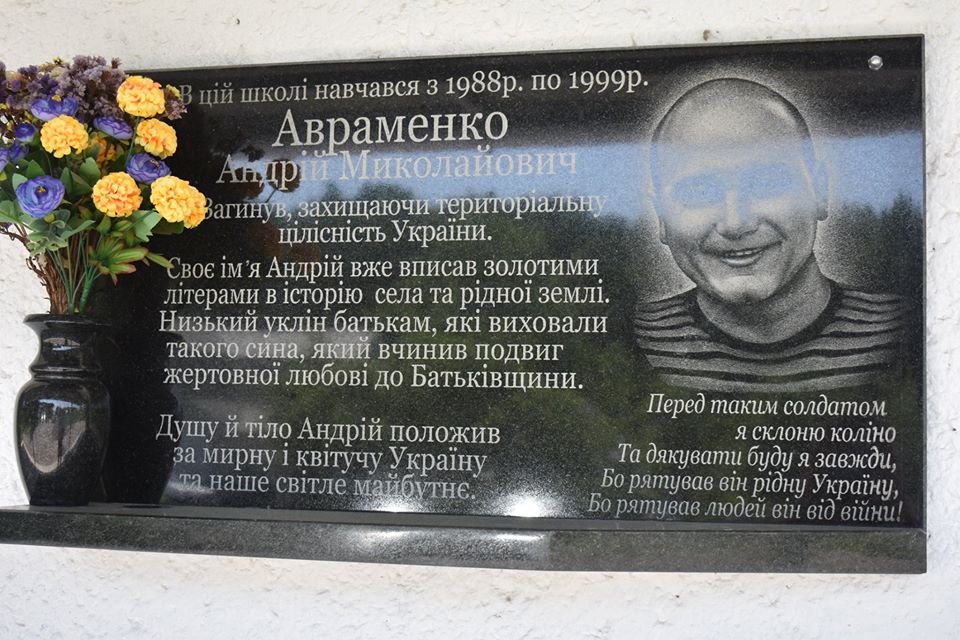 В цій школі навчався з 1988р. по 1999р.
Авраменко
Андрій Миколайович
Загинув, захищаючи територіальну
цілісність України.
Своє ім'я Андрій вже вписав золотими
літерами в історію села та рідної землі.
Низький уклін батькам, які виховали
такого сина, який вчинив подвиг
жертовної любові до Батьківщини.
Душу й тіло Андрій положив
за мирну і квітучу Україну
та наше світле майбутнє.
Перед таким солдатом
я склоню коліно
Та дякувати буду я завжди,
Бо рятував він рідну Україну,
Бо рятував людей він від війни!